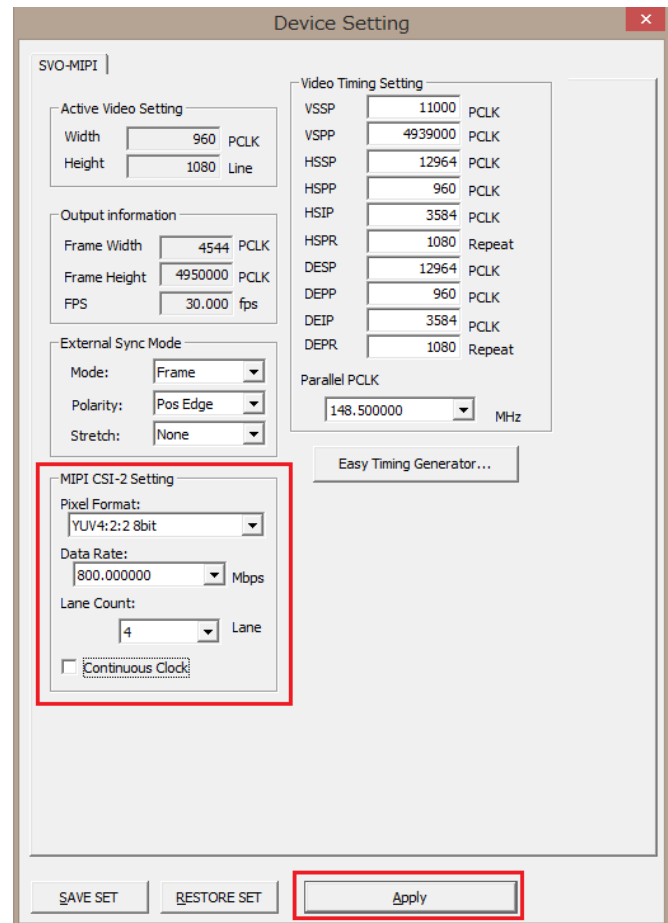 Device Setting
SVO-MIPI
Active Video Setting
Width 960 PCLK
Height 1080 Line
Output information
Frame Width 4544 PCLK
Frame Height 4950000 PCLK
FPS 30.000 fps
External Sync Mode
Mode: Frame
Polarity: Pos Edge
Stretch: None
MIPI CSI-2 Setting
Pixel Format:
YUV4:2:2 8bit
Data Rate:
800.000000 Mbps
Lane Count:
4 Lane
Continuous Clock
Video Timing Setting
VSSP 11000 PCLK
VSPP 4939000 PCLK
HSSP 12964 PCLK
HSPP 960 PCLK
HSIP 3584 PCLK
HSPR 1080 Repeat
DESP 12964 PCLK
DEPP 960 PCLK
DEIP 3584 PCLK
DEPR 1080 Repeat
Parallel PCLK
148.500000 MHz
Easy Timing Generator...
SAVE SET RESTORE SET Apply